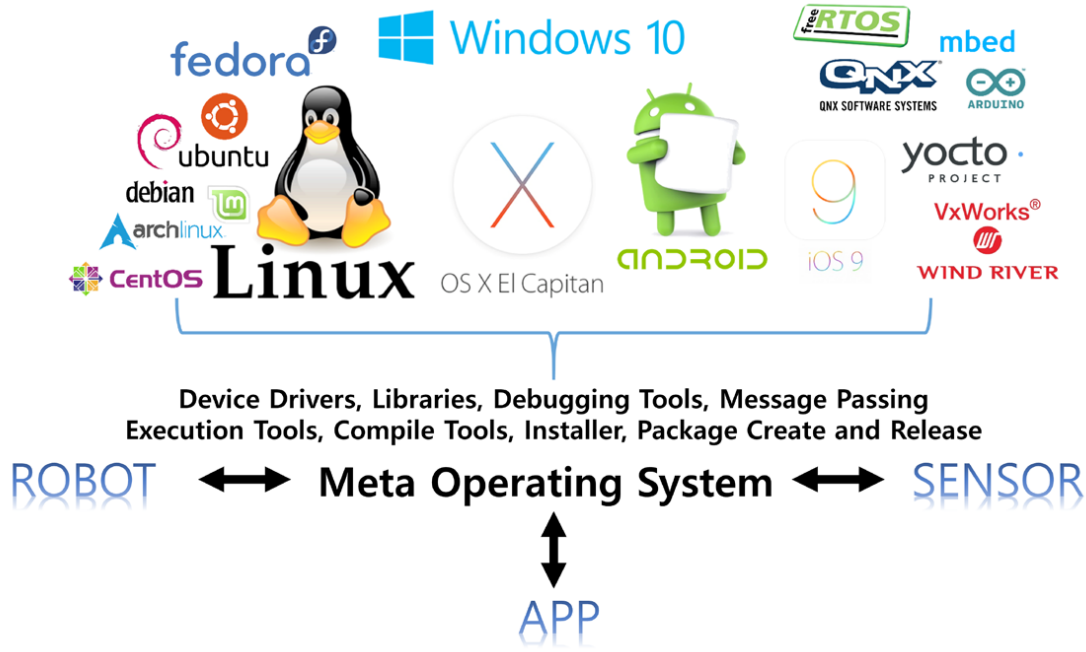 fedora
Windows 10
freeRTOS
mbed
QNX
QNX SOFTWARE SYSTEMS
ARDUINO
ubuntu
debian
archlinux
CentOS
Linux
OS X El Capitan
ANDROID
9
iOS 9
yocto
PROJECT
VxWorks®
WIND RIVER
Device Drivers, Libraries, Debugging Tools, Message Passing
Execution Tools, Compile Tools, Installer, Package Create and Release
ROBOT
Meta Operating System
SENSOR
APP